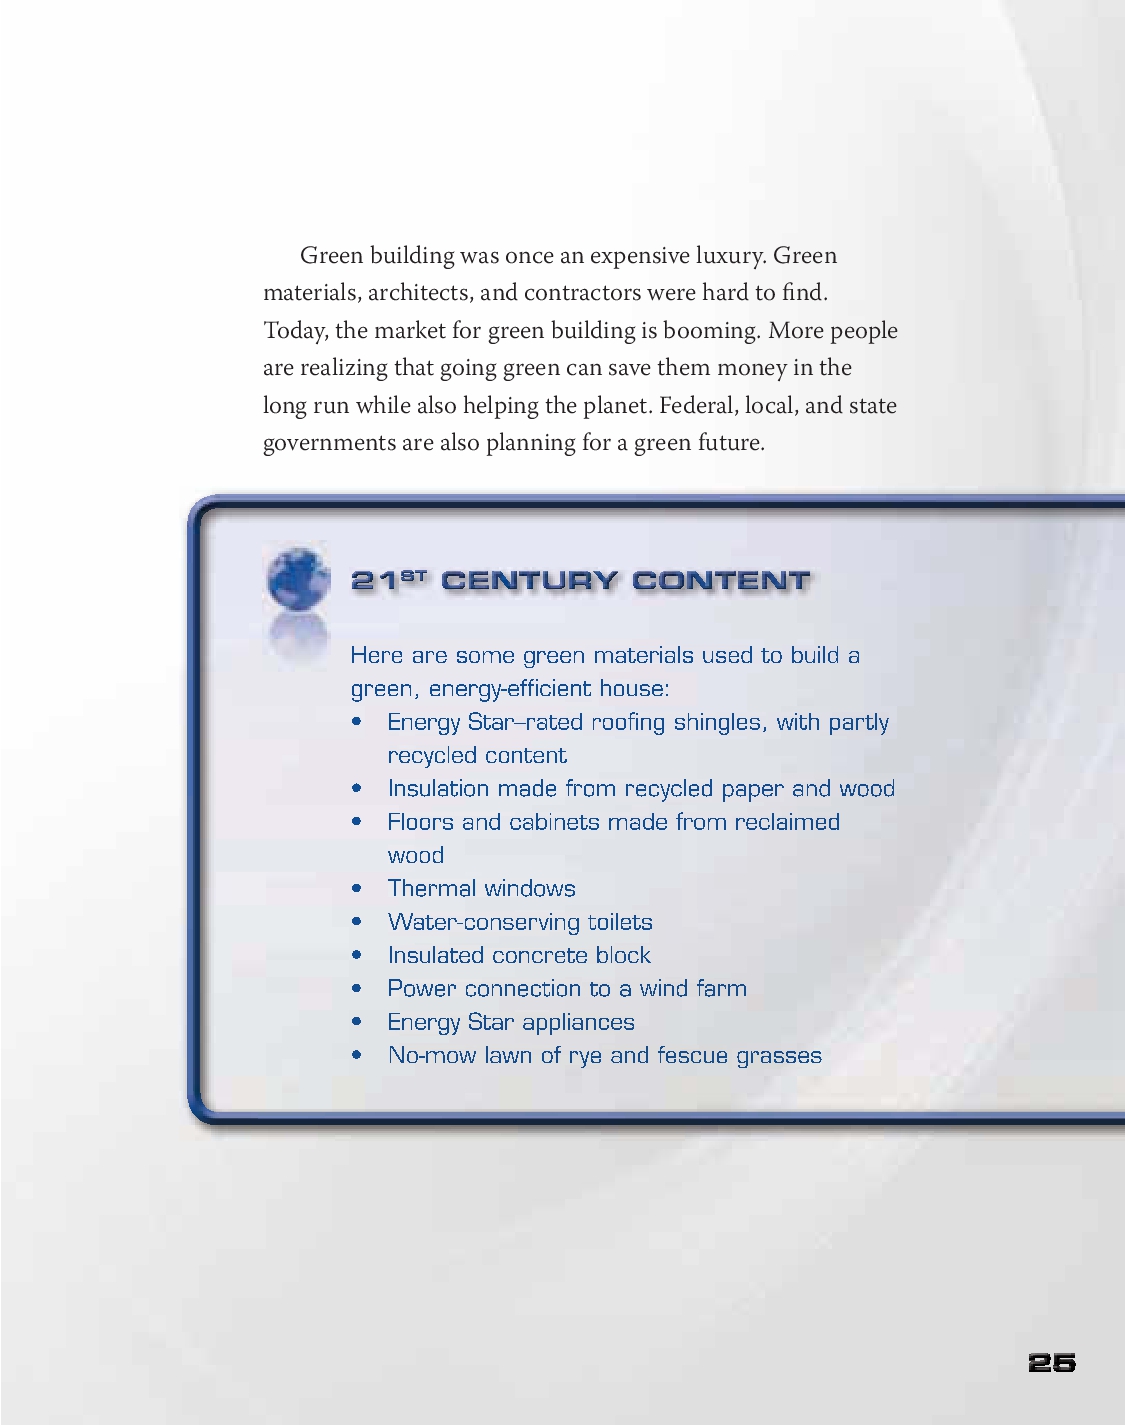 Green building was once an expensive luxury. Green
materials, architects, and contractors were hard to find.
Today, the market for green building is booming. More people
are realizing that going green can save them money in the
long run while also helping the planet. Federal, local, and state
governments are also planning for a green future.
21ST CENTURY CONTENT
Here are some green materials used to build a
green, energy-efficient house:
• Energy Star–rated roofing shingles, with partly
recycled content
• Insulation made from recycled paper and wood
• Floors and cabinets made from reclaimed
wood
• Thermal windows
• Water-conserving toilets
• Insulated concrete block
• Power connection to a wind farm
• Energy Star appliances
• No-mow lawn of rye and fescue grasses
25